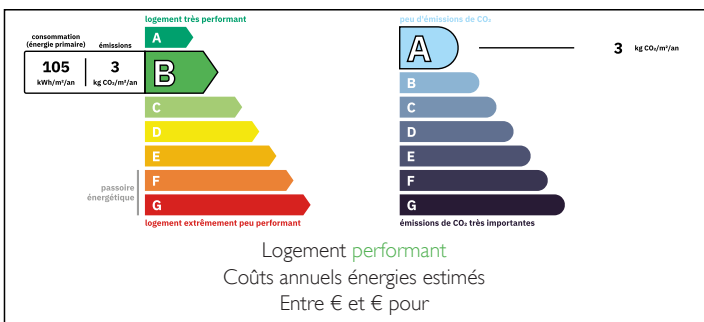 logement très performant
consommation
(énergie primaire)
émissions
105
kWh/m²/an
3
kg CO₂/m²/an
A
B
C
D
E
F
G
passoire
énergétique
logement extrêmement peu performant
peu d'émissions de CO₂
A
3 kg CO₂/m²/an
B
C
D
E
F
G
émissions de CO₂ très importantes
Logement performant
Coûts annuels énergies estimés
Entre € et € pour